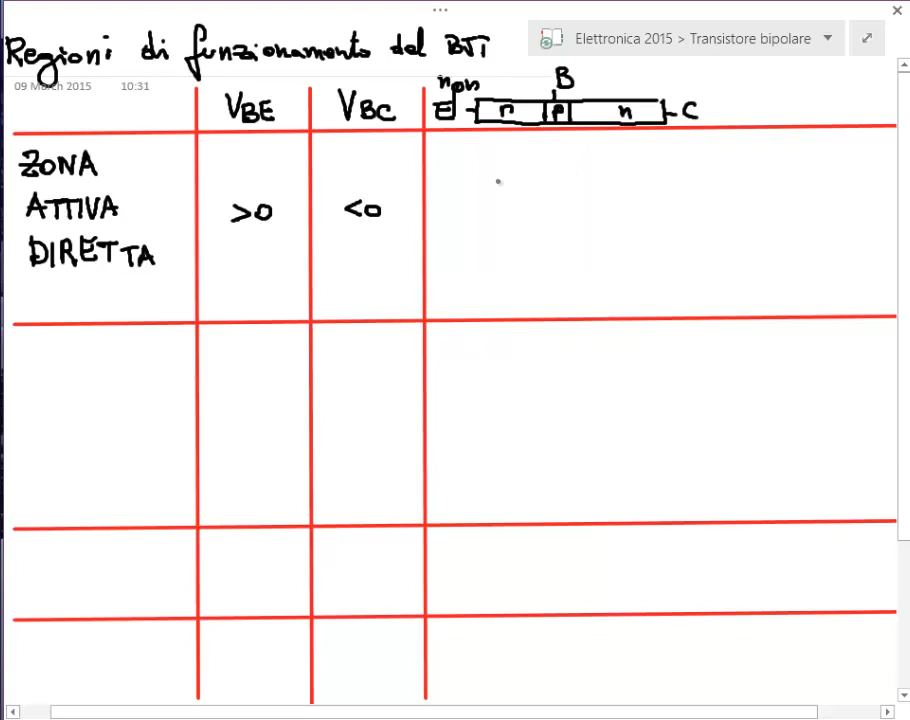 Regioni di funzionamento del BJT
Elettronica 2015 > Transistore bipolare
09 March 2015 10:31
VBE VBC npn E n p n B C
ZONA
ATTIVA >0 <0
DIRETTA